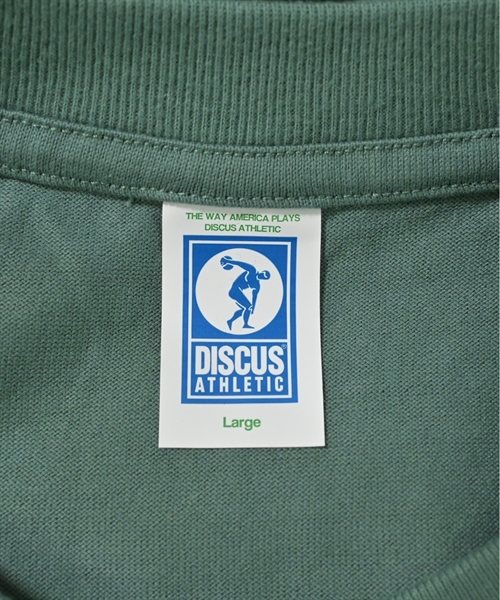 THE WAY AMERICA PLAYS
DISCUS ATHLETIC
DISCUS
ATHLETIC
Large